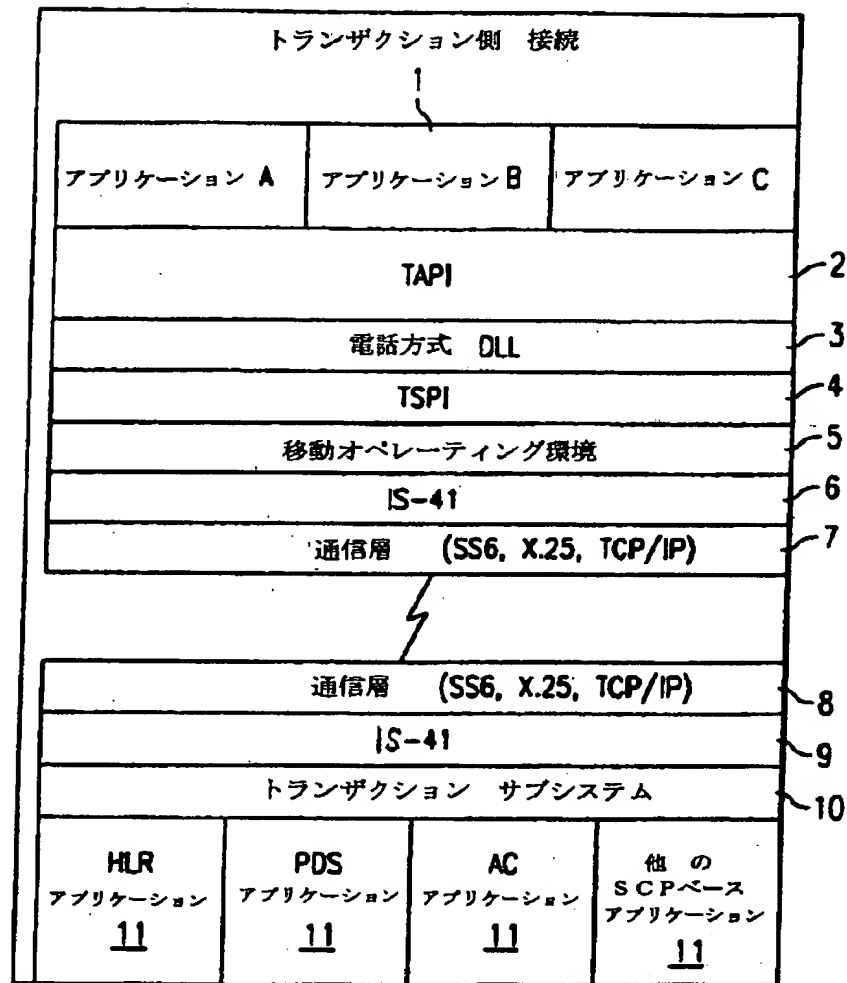 トランザクション側 接続
1
アプリケーション A
アプリケーション B
アプリケーション C
TAPI
2
電話方式 DLL
3
TSPI
4
移動オペレーティング環境
5
IS-41
6
通信層 (SS6, X.25, TCP/IP)
7
通信層 (SS6, X.25, TCP/IP)
8
IS-41
9
トランザクション サブシステム
10
HLR
アプリケーション
11
PDS
アプリケーション
11
AC
アプリケーション
11
他 の
SCPベース
アプリケーション
11